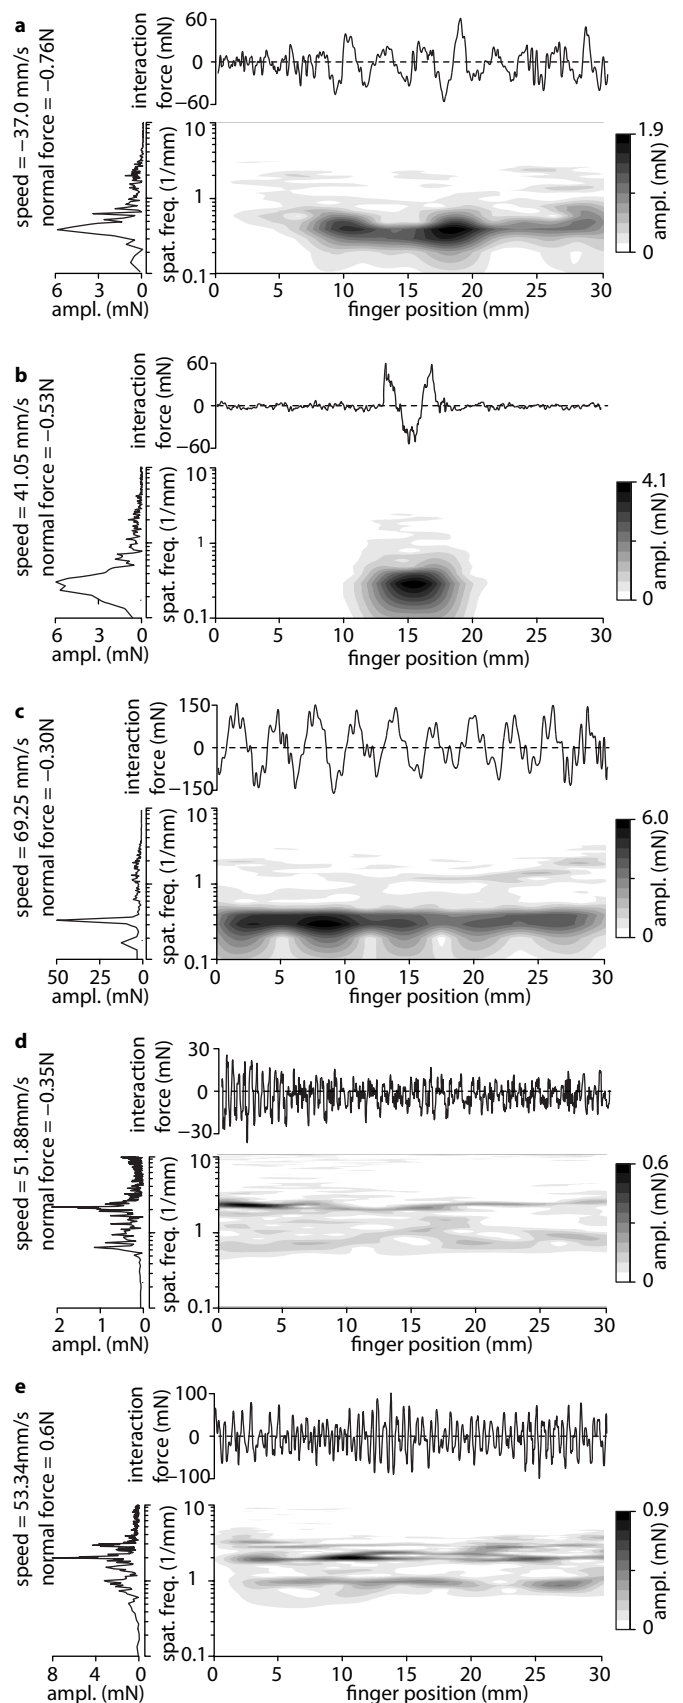 a
speed = −37.0 mm/s
normal force = −0.76N
interaction
force (mN)
60
0
−60
spat. freq. (1/mm)
10
1
0.1
6 3 0
ampl. (mN)
0 5 10 15 20 25 30
finger position (mm)
1.9
0
ampl. (mN)
b
speed = 41.05 mm/s
normal force = −0.53N
interaction
force (mN)
60
0
−60
spat. freq. (1/mm)
10
1
0.1
6 3 0
ampl. (mN)
0 5 10 15 20 25 30
finger position (mm)
4.1
0
ampl. (mN)
c
speed = 69.25 mm/s
normal force = −0.30N
interaction
force (mN)
150
0
−150
spat. freq. (1/mm)
10
1
0.1
50 25 0
ampl. (mN)
0 5 10 15 20 25 30
finger position (mm)
6.0
0
ampl. (mN)
d
speed = 51.88mm/s
normal force = −0.35N
interaction
force (mN)
30
0
−30
spat. freq. (1/mm)
10
1
0.1
2 1 0
ampl. (mN)
0 5 10 15 20 25 30
finger position (mm)
0.6
0
ampl. (mN)
e
speed = 53.34mm/s
normal force = 0.6N
interaction
force (mN)
100
0
−100
spat. freq. (1/mm)
10
1
0.1
8 4 0
ampl. (mN)
0 5 10 15 20 25 30
finger position (mm)
0.9
0
ampl. (mN)